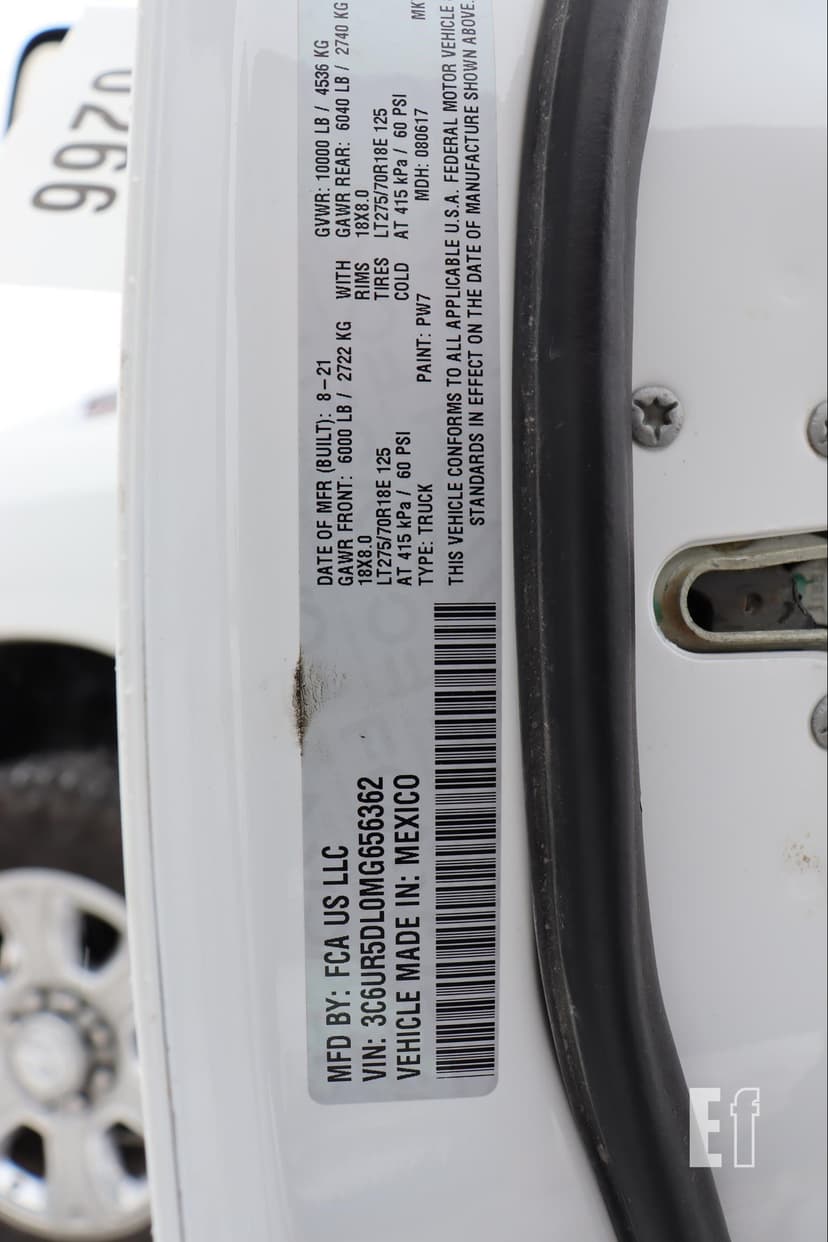 MFD BY: FCA US LLC
VIN: 3C6UR5DL0MG656362
VEHICLE MADE IN: MEXICO
DATE OF MFR (BUILT): 8-21 GVWR: 10000 LB / 4536 KG
GAWR FRONT: 6000 LB / 2722 KG WITH GAWR REAR: 6040 LB / 2740 KG
18X8.0 RIMS 18X8.0
LT275/70R18E 125 TIRES LT275/70R18E 125
AT 415 kPa / 60 PSI COLD AT 415 kPa / 60 PSI
TYPE: TRUCK PAINT: PW7 MDH: 080617 MK
THIS VEHICLE CONFORMS TO ALL APPLICABLE U.S.A. FEDERAL MOTOR VEHICLE
STANDARDS IN EFFECT ON THE DATE OF MANUFACTURE SHOWN ABOVE.
9970
Ef